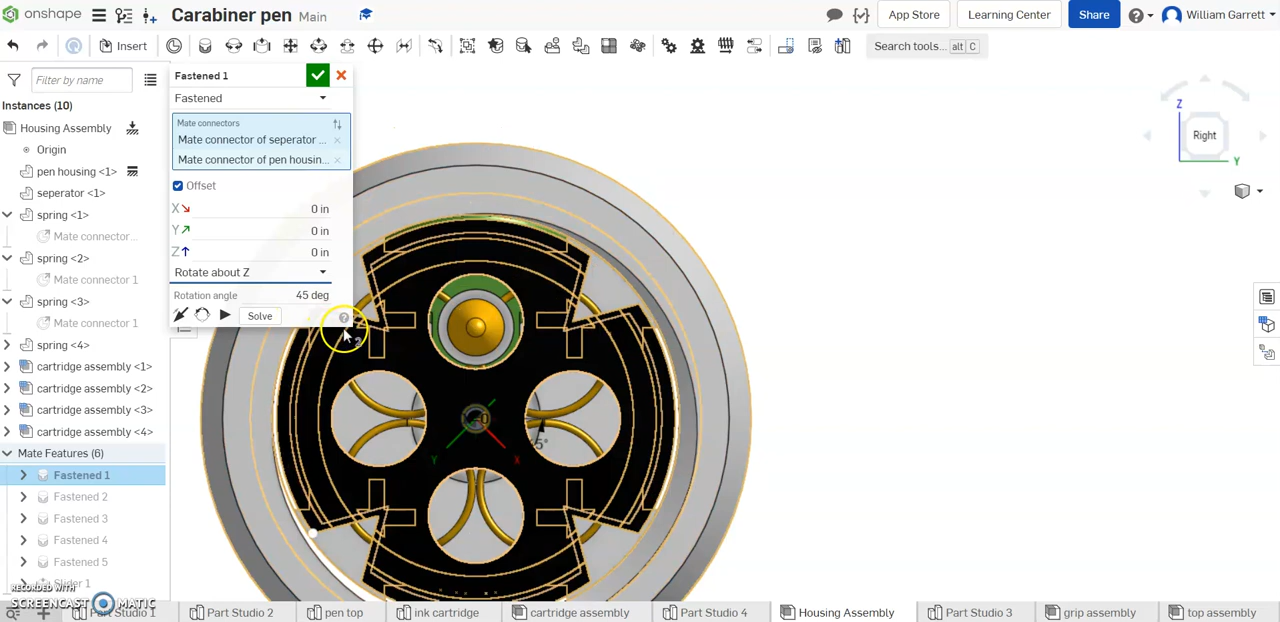 onshape
Carabiner pen Main
App Store
Learning Center
Share
William Garrett
Insert
Search tools... alt C
Filter by name
Instances (10)
Housing Assembly
Origin
pen housing <1>
seperator <1>
spring <1>
Mate connector ...
spring <2>
Mate connector 1
spring <3>
Mate connector 1
spring <4>
cartridge assembly <1>
cartridge assembly <2>
cartridge assembly <3>
cartridge assembly <4>
Mate Features (6)
Fastened 1
Fastened 2
Fastened 3
Fastened 4
Fastened 5
Slider 1
Fastened 1
Fastened
Mate connectors
Mate connector of seperator ...
Mate connector of pen housin...
Offset
X 0 in
Y 0 in
Z 0 in
Rotate about Z
Rotation angle 45 deg
Solve
Y
X
Z
Right
Y
RECORDED WITH
SCREENCAST MATIC
Part Studio 1
Part Studio 2
pen top
ink cartridge
cartridge assembly
Part Studio 4
Housing Assembly
Part Studio 3
grip assembly
top assembly